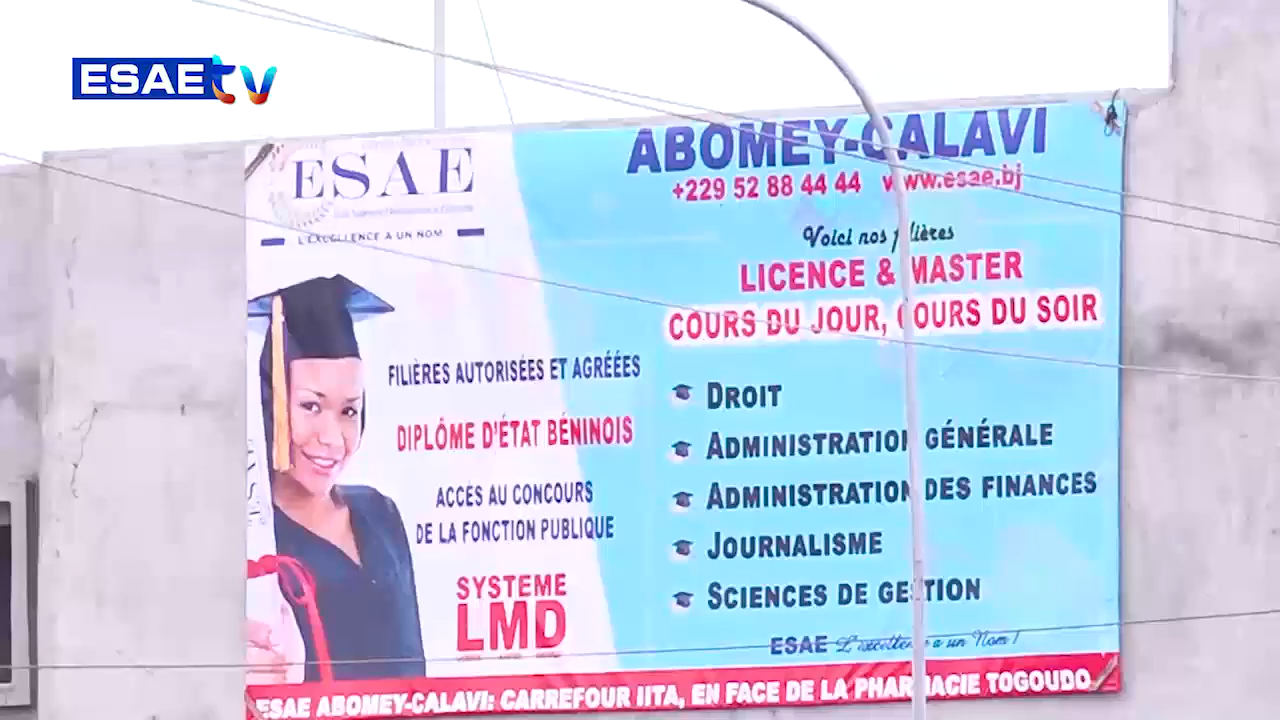 ESAE tv
ESAE
L'EXCELLENCE A UN NOM
ABOMEY-CALAVI
+229 52 88 44 44 www.esae.bj
Voici nos filières
LICENCE & MASTER
COURS DU JOUR, COURS DU SOIR
FILIÈRES AUTORISÉES ET AGRÉÉES
DIPLÔME D'ÉTAT BÉNINOIS
ACCÈS AU CONCOURS
DE LA FONCTION PUBLIQUE
SYSTEME
LMD
DROIT
ADMINISTRATION GÉNÉRALE
ADMINISTRATION DES FINANCES
JOURNALISME
SCIENCES DE GESTION
ESAE L'excellence a un Nom !
ESAE ABOMEY-CALAVI: CARREFOUR IITA, EN FACE DE LA PHARMACIE TOGOUDO